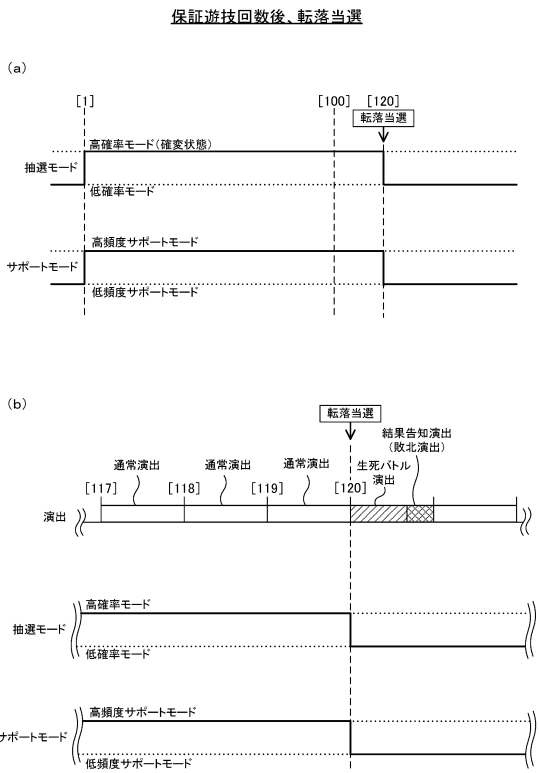 保証遊技回数後、転落当選
(a)
[1]
[100]
[120]
転落当選
高確率モード(確変状態)
抽選モード
低確率モード
高頻度サポートモード
サポートモード
低頻度サポートモード
(b)
転落当選
結果告知演出
(敗北演出)
通常演出
通常演出
通常演出
生死バトル
演出
[117]
[118]
[119]
[120]
演出
高確率モード
抽選モード
低確率モード
高頻度サポートモード
サポートモード
低頻度サポートモード